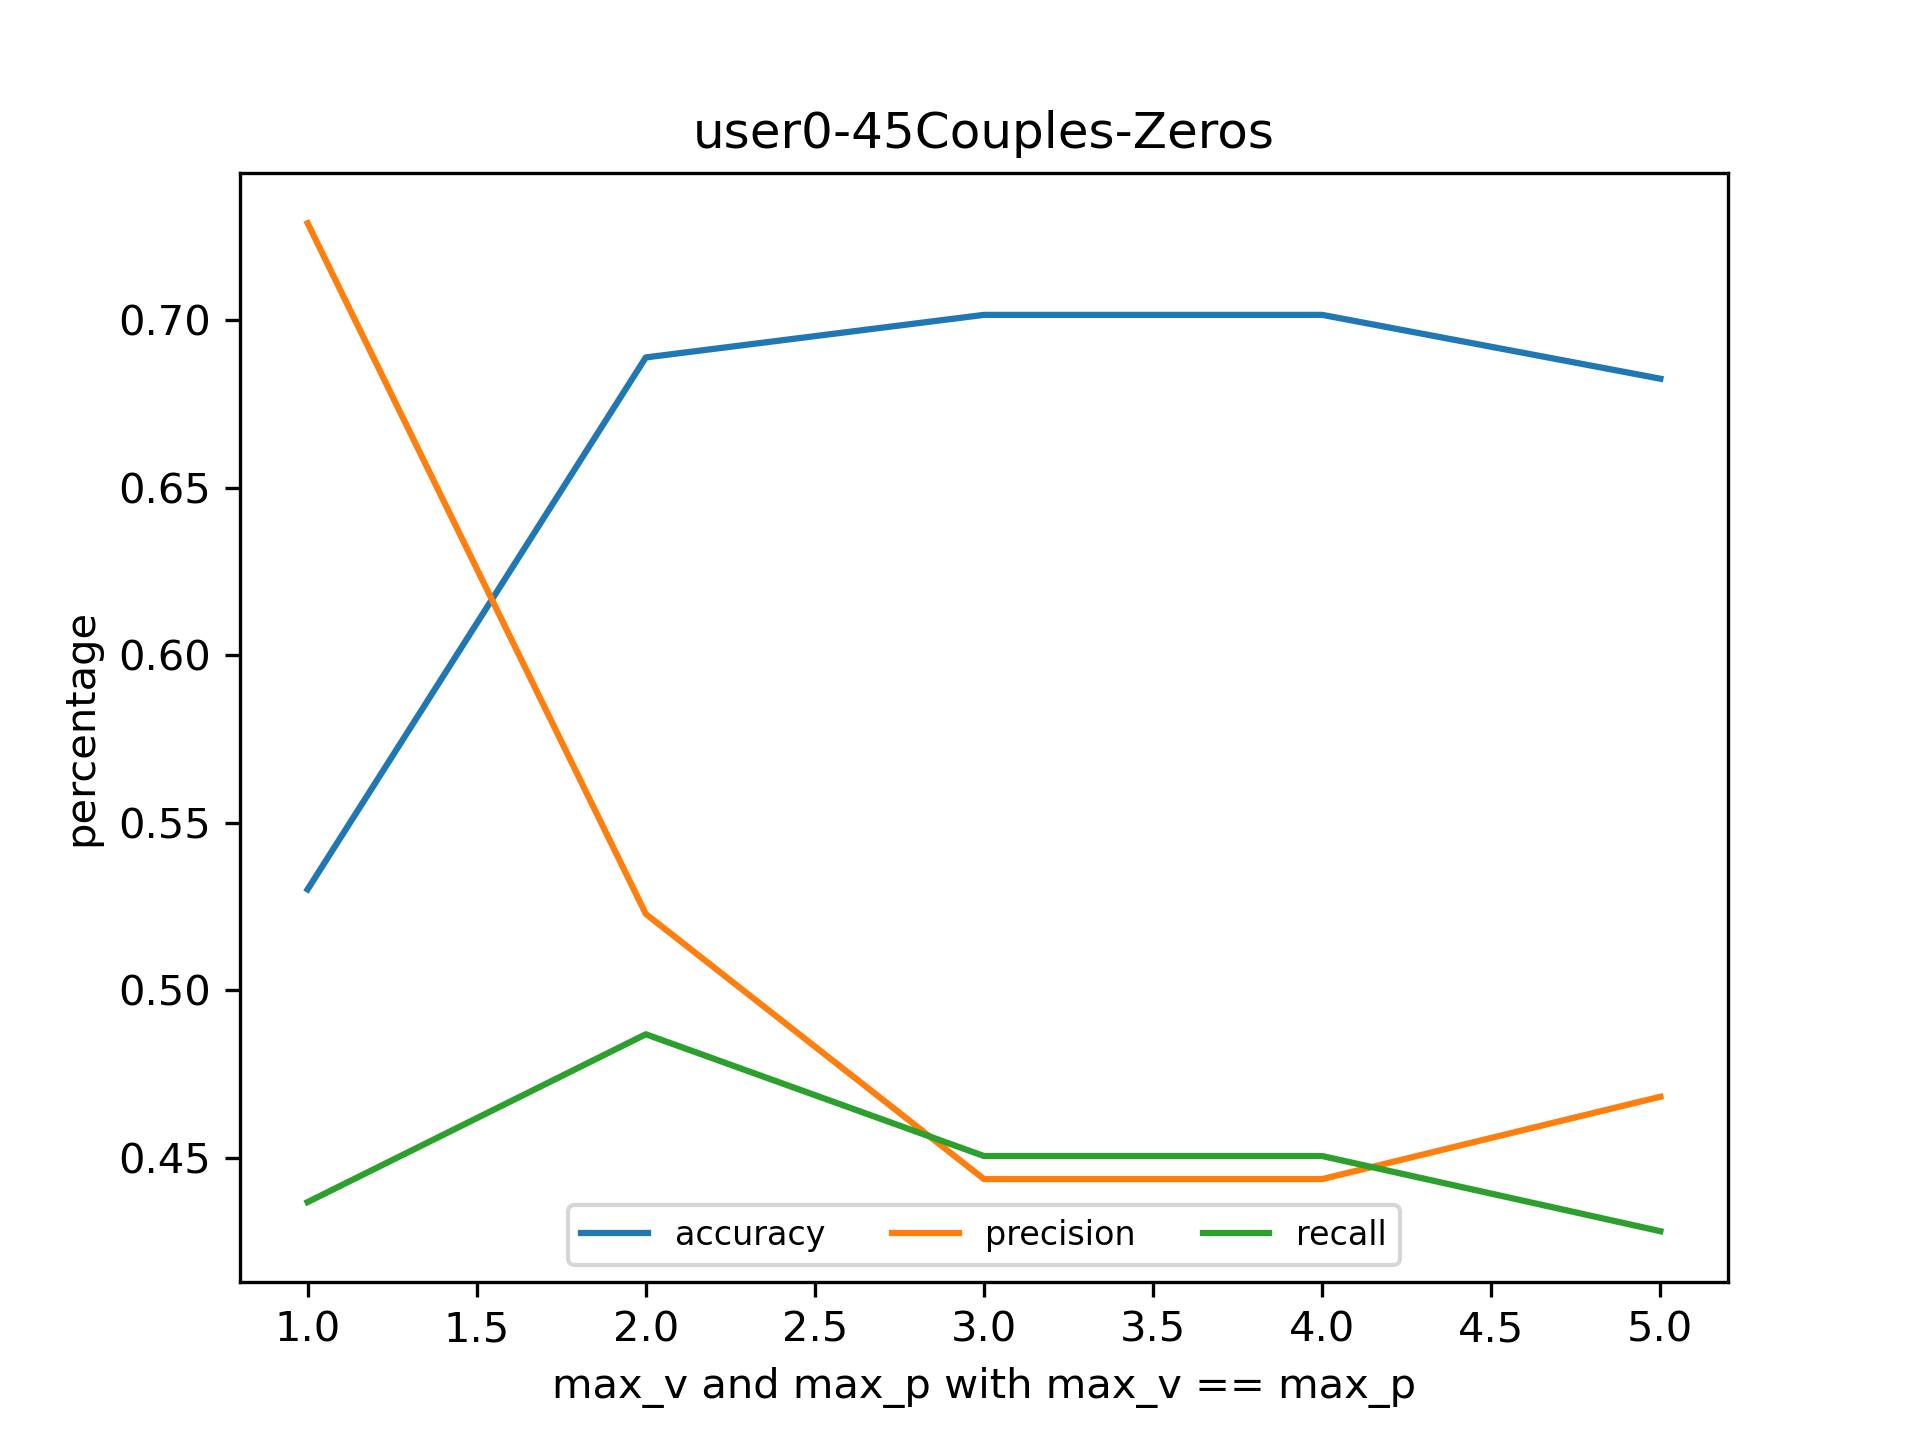 user0-45Couples-Zeros
percentage
0.70
0.65
0.60
0.55
0.50
0.45
accuracy precision recall
1.0 1.5 2.0 2.5 3.0 3.5 4.0 4.5 5.0
max_v and max_p with max_v == max_p